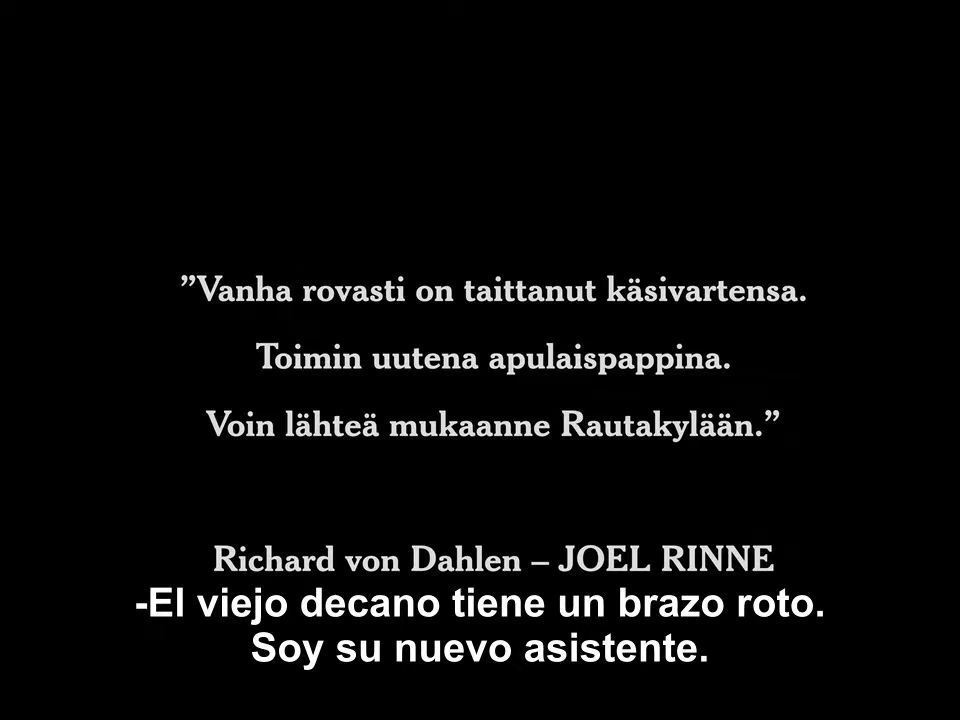 ”Vanha rovasti on taittanut käsivartensa.
Toimin uutena apulaispappina.
Voin lähteä mukaanne Rautakylään.”
Richard von Dahlen – JOEL RINNE
-El viejo decano tiene un brazo roto.
Soy su nuevo asistente.